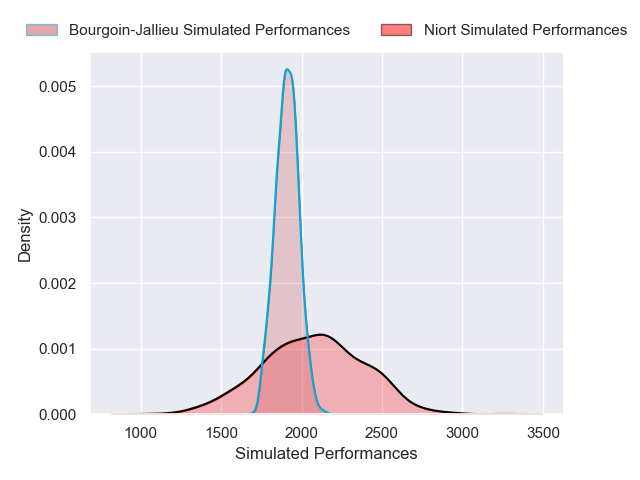 Bourgoin-Jallieu Simulated Performances Niort Simulated Performances
0.005
0.004
0.003
0.002
0.001
0.000
Density
1000 1500 2000 2500 3000 3500
Simulated Performances